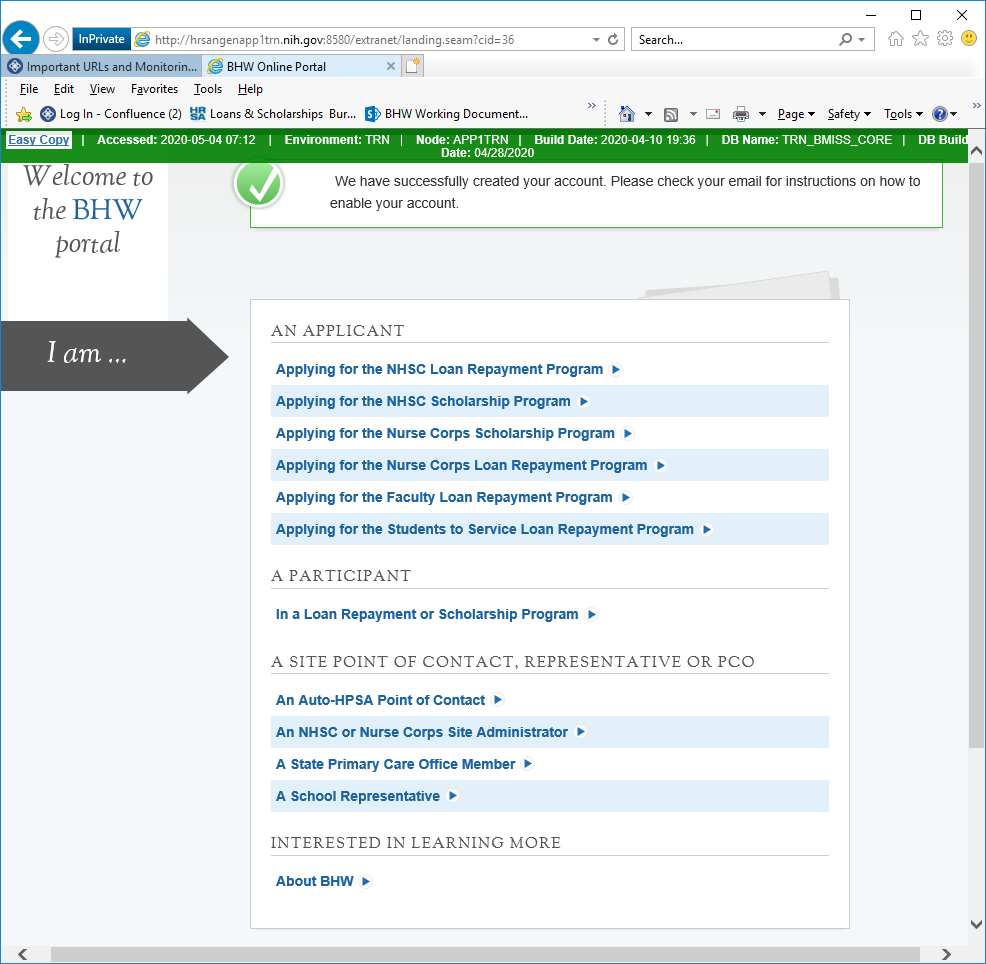 InPrivate
http://hrsangenapp1trn.nih.gov:8580/extranet/landing.seam?cid=36
Search...
Important URLs and Monitorin...
BHW Online Portal
File Edit View Favorites Tools Help
Log In - Confluence (2)
Loans & Scholarships Bur...
BHW Working Document...
Page Safety Tools
Easy Copy | Accessed: 2020-05-04 07:12 | Environment: TRN | Node: APP1TRN | Build Date: 2020-04-10 19:36 | DB Name: TRN_BMISS_CORE | DB Build
Date: 04/28/2020
Welcome to
the BHW
portal
We have successfully created your account. Please check your email for instructions on how to
enable your account.
I am ...
AN APPLICANT
Applying for the NHSC Loan Repayment Program
Applying for the NHSC Scholarship Program
Applying for the Nurse Corps Scholarship Program
Applying for the Nurse Corps Loan Repayment Program
Applying for the Faculty Loan Repayment Program
Applying for the Students to Service Loan Repayment Program
A PARTICIPANT
In a Loan Repayment or Scholarship Program
A SITE POINT OF CONTACT, REPRESENTATIVE OR PCO
An Auto-HPSA Point of Contact
An NHSC or Nurse Corps Site Administrator
A State Primary Care Office Member
A School Representative
INTERESTED IN LEARNING MORE
About BHW